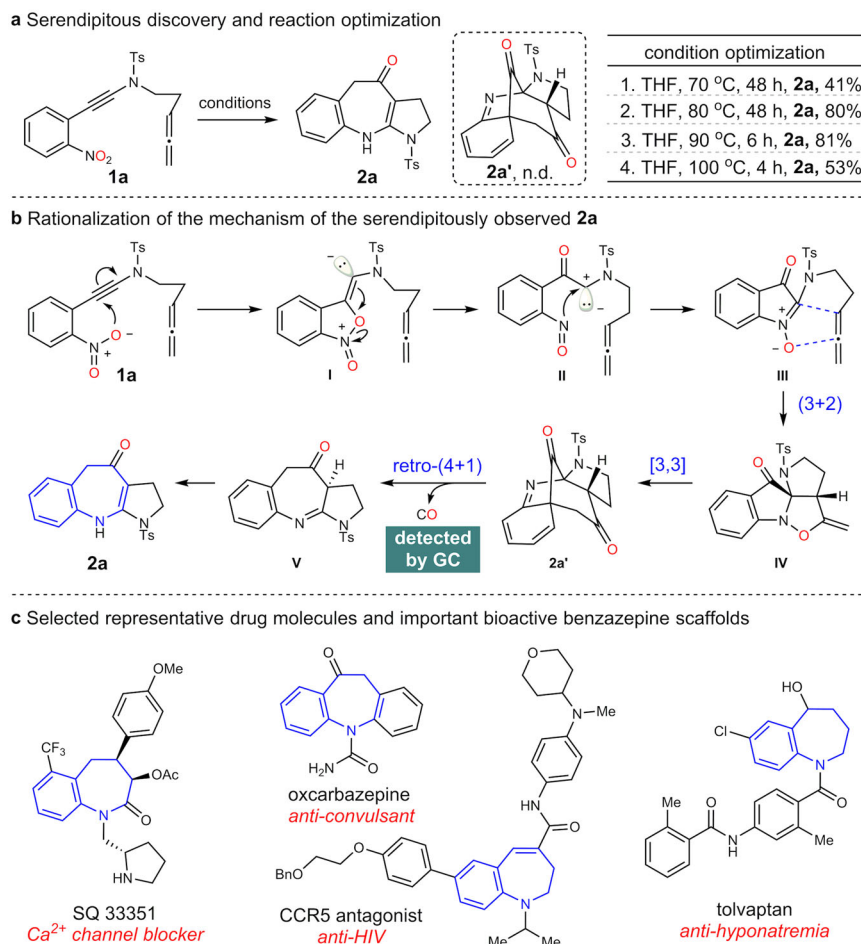 a Serendipitous discovery and reaction optimization
Ts
N
NO2
1a
conditions
O
N
H
N
Ts
2a
O
Ts
N
H
N
O
2a', n.d.
condition optimization
1. THF, 70 °C, 48 h, 2a, 41%
2. THF, 80 °C, 48 h, 2a, 80%
3. THF, 90 °C, 6 h, 2a, 81%
4. THF, 100 °C, 4 h, 2a, 53%
b Rationalization of the mechanism of the serendipitously observed 2a
Ts
N
O −
N
+
O
1a
− ··
Ts
N
O
+
N
O
I
Ts
O
+
N
··
−
N
O
II
Ts
O
N
N
+
− O
III
(3+2)
Ts
N
O
H
N
O
IV
[3,3]
O
Ts
N
H
N
O
2a'
retro-(4+1)
CO
detected
by GC
O
H
N
N
Ts
V
O
N
H
N
Ts
2a
c Selected representative drug molecules and important bioactive benzazepine scaffolds
OMe
CF3
OAc
N
O
HN
SQ 33351
Ca2+ channel blocker
O
N
H2N
O
oxcarbazepine
anti-convulsant
O
N
Me
HN
O
O
BnO
N
CCR5 antagonist
anti-HIV
HO
Cl
N
O
Me
O
N
H
Me
tolvaptan
anti-hyponatremia